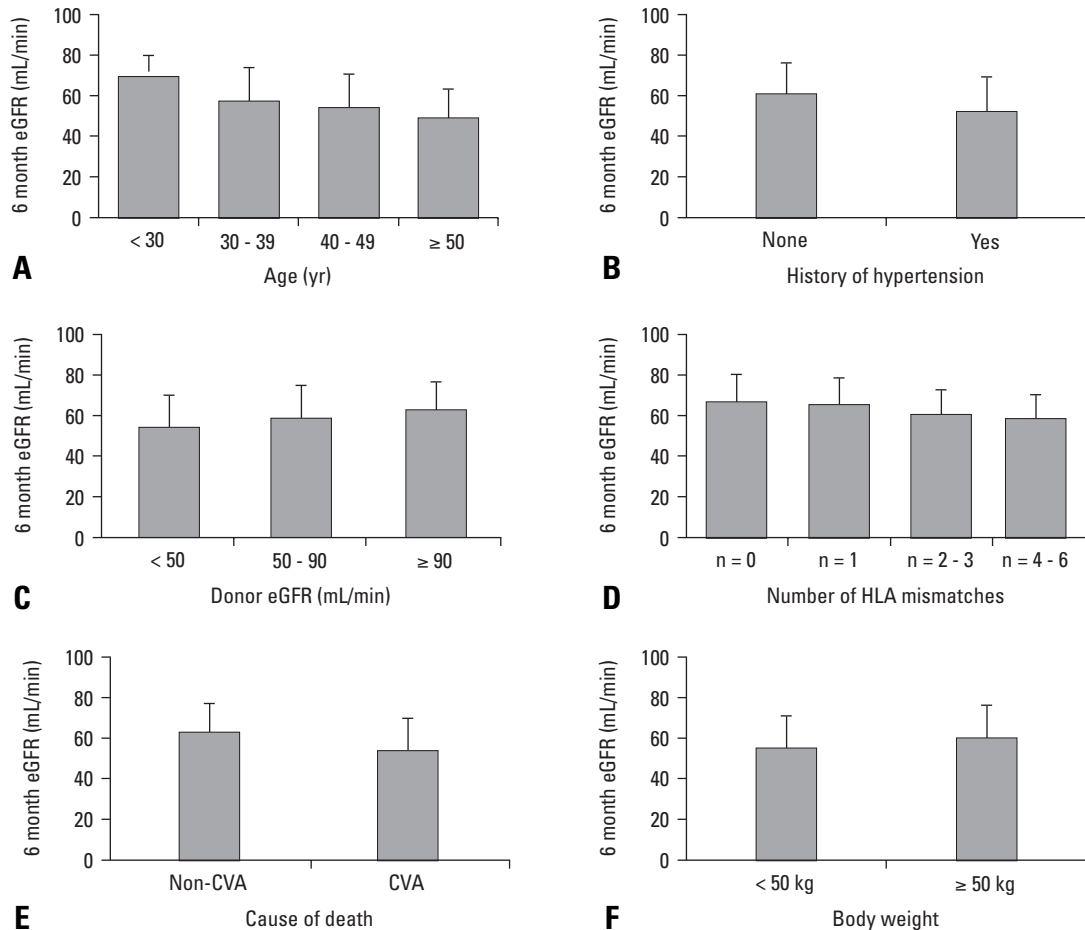 6 month eGFR (mL/min)
100
80
60
40
20
0
< 30 30 - 39 40 - 49 ≥ 50
A Age (yr)
6 month eGFR (mL/min)
100
80
60
40
20
0
None Yes
B History of hypertension
6 month eGFR (mL/min)
100
80
60
40
20
0
< 50 50 - 90 ≥ 90
C Donor eGFR (mL/min)
6 month eGFR (mL/min)
100
80
60
40
20
0
n = 0 n = 1 n = 2 - 3 n = 4 - 6
D Number of HLA mismatches
6 month eGFR (mL/min)
100
80
60
40
20
0
Non-CVA CVA
E Cause of death
6 month eGFR (mL/min)
100
80
60
40
20
0
< 50 kg ≥ 50 kg
F Body weight